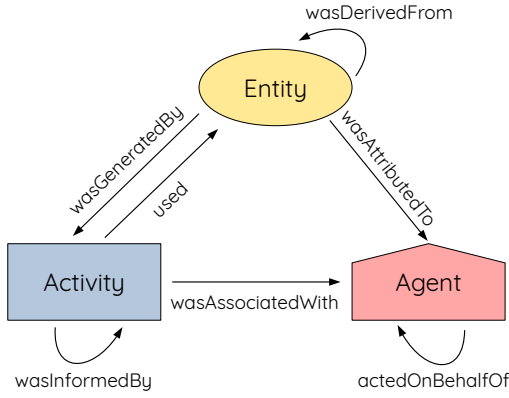 wasDerivedFrom
Entity
wasGeneratedBy
used
wasAttributedTo
Activity
wasAssociatedWith
Agent
wasInformedBy
actedOnBehalfOf